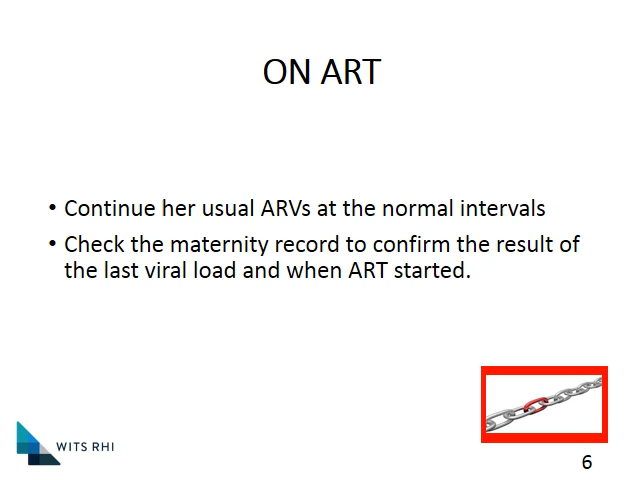 ON ART
• Continue her usual ARVs at the normal intervals
• Check the maternity record to confirm the result of
the last viral load and when ART started.
WITS RHI
6